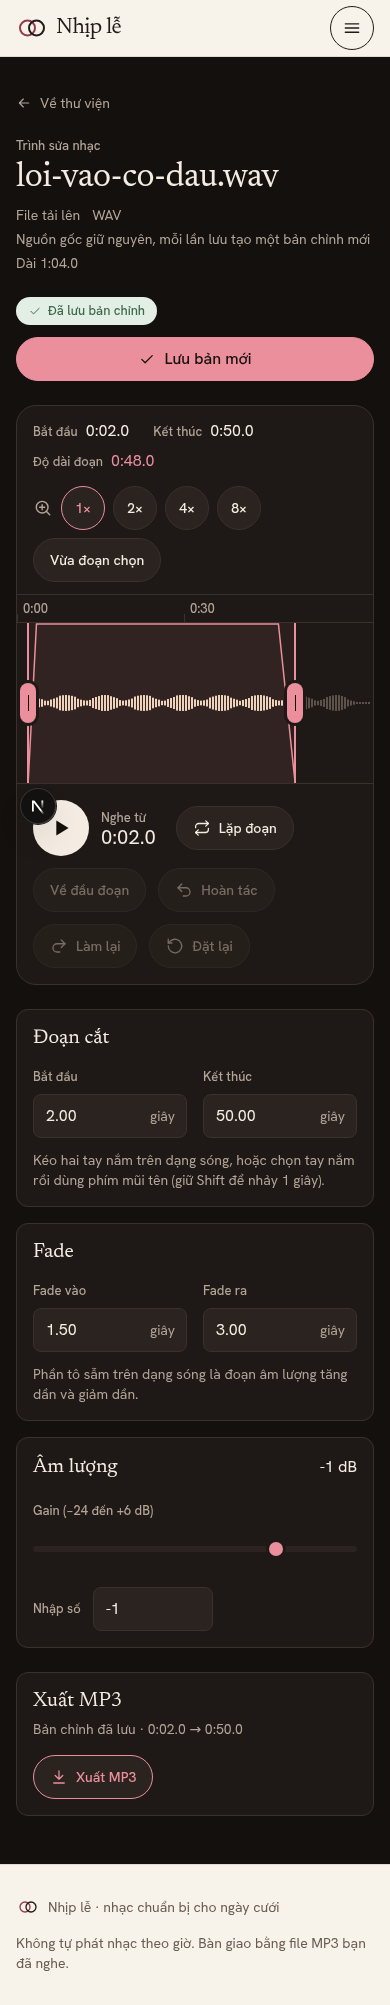 Nhịp lễ
Về thư viện
Trình sửa nhạc
loi-vao-co-dau.wav
File tải lên WAV
Nguồn gốc giữ nguyên, mỗi lần lưu tạo một bản chỉnh mới
Dài 1:04.0
Đã lưu bản chỉnh
Lưu bản mới
Bắt đầu 0:02.0 Kết thúc 0:50.0
Độ dài đoạn 0:48.0
1× 2× 4× 8×
Vừa đoạn chọn
0:00 0:30
N
Nghe từ
0:02.0
Lặp đoạn
Về đầu đoạn Hoàn tác
Làm lại Đặt lại
Đoạn cắt
Bắt đầu Kết thúc
2.00 giây 50.00 giây
Kéo hai tay nắm trên dạng sóng, hoặc chọn tay nắm
rồi dùng phím mũi tên (giữ Shift để nhảy 1 giây).
Fade
Fade vào Fade ra
1.50 giây 3.00 giây
Phần tô sẫm trên dạng sóng là đoạn âm lượng tăng
dần và giảm dần.
Âm lượng -1 dB
Gain (−24 đến +6 dB)
Nhập số -1
Xuất MP3
Bản chỉnh đã lưu · 0:02.0 → 0:50.0
Xuất MP3
Nhịp lễ · nhạc chuẩn bị cho ngày cưới
Không tự phát nhạc theo giờ. Bàn giao bằng file MP3 bạn
đã nghe.